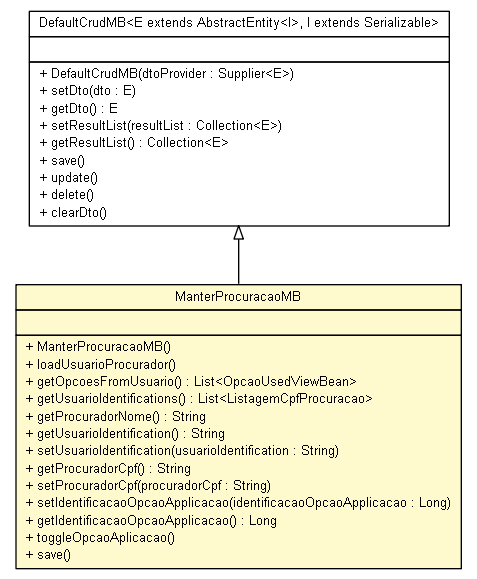 DefaultCrudMB<E extends AbstractEntity<I>, I extends Serializable>
+ DefaultCrudMB(dtoProvider : Supplier<E>)
+ setDto(dto : E)
+ getDto() : E
+ setResultList(resultList : Collection<E>)
+ getResultList() : Collection<E>
+ save()
+ update()
+ delete()
+ clearDto()
ManterProcuracaoMB
+ ManterProcuracaoMB()
+ loadUsuarioProcurador()
+ getOpcoesFromUsuario() : List<OpcaoUsedViewBean>
+ getUsuarioIdentifications() : List<ListagemCpfProcuracao>
+ getProcuradorNome() : String
+ getUsuarioIdentification() : String
+ setUsuarioIdentification(usuarioIdentification : String)
+ getProcuradorCpf() : String
+ setProcuradorCpf(procuradorCpf : String)
+ setIdentificacaoOpcaoApplicacao(identificacaoOpcaoApplicacao : Long)
+ getIdentificacaoOpcaoApplicacao() : Long
+ toggleOpcaoAplicacao()
+ save()